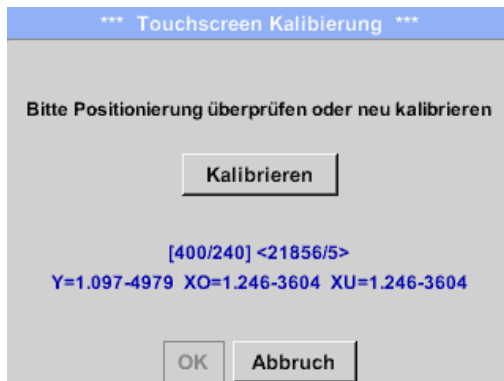 *** Touchscreen Kalibierung ***
Bitte Positionierung überprüfen oder neu kalibrieren
Kalibrieren
[400/240] <21856/5>
Y=1.097-4979 XO=1.246-3604 XU=1.246-3604
OK Abbruch